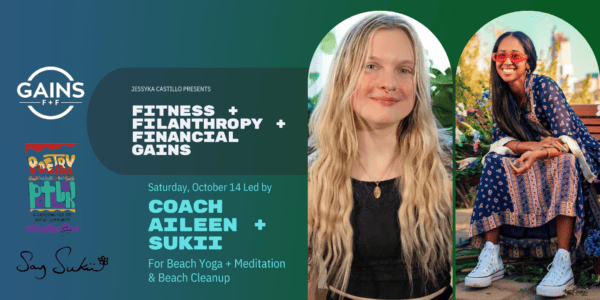 GAINS
F+F
JESSYKA CASTILLO PRESENTS
FITNESS +
FILANTHROPY +
FINANCIAL
GAINS
POETRY
Saturday, October 14 Led by
COACH
AILEEN +
SUKII
For Beach Yoga + Meditation
& Beach Cleanup
Say Sukii